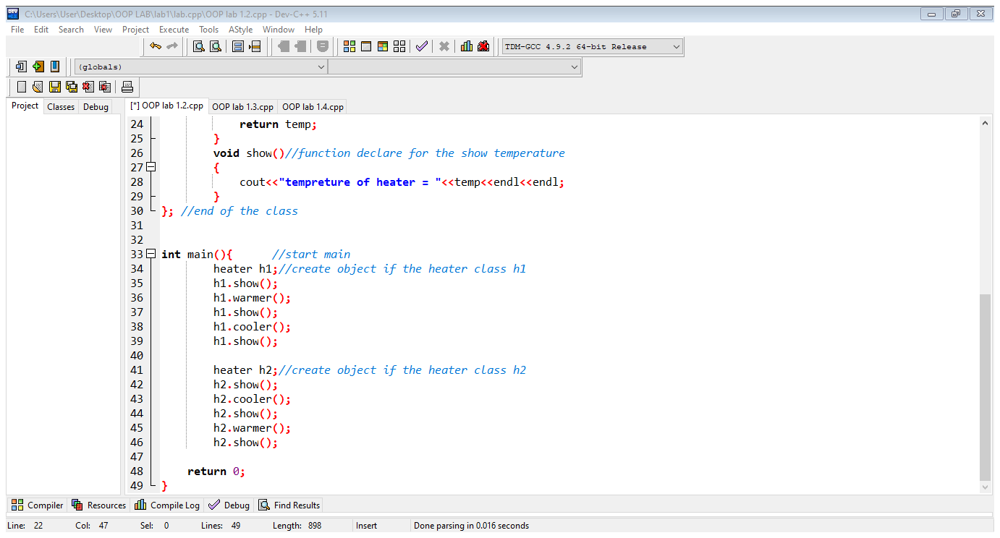 C:\Users\User\Desktop\OOP LAB\lab1\lab.cpp\OOP lab 1.2.cpp - Dev-C++ 5.11
File Edit Search View Project Execute Tools AStyle Window Help
TDM-GCC 4.9.2 64-bit Release
(globals)
Project Classes Debug [*] OOP lab 1.2.cpp OOP lab 1.3.cpp OOP lab 1.4.cpp
24 return temp;
25 }
26 void show()//function declare for the show temperature
27 {
28 cout<<"tempreture of heater = "<<temp<<endl<<endl;
29 }
30 }; //end of the class
31
32
33 int main(){ //start main
34 heater h1;//create object if the heater class h1
35 h1.show();
36 h1.warmer();
37 h1.show();
38 h1.cooler();
39 h1.show();
40
41 heater h2;//create object if the heater class h2
42 h2.show();
43 h2.cooler();
44 h2.show();
45 h2.warmer();
46 h2.show();
47
48 return 0;
49 }
Compiler Resources Compile Log Debug Find Results
Line: 22 Col: 47 Sel: 0 Lines: 49 Length: 898 Insert Done parsing in 0.016 seconds